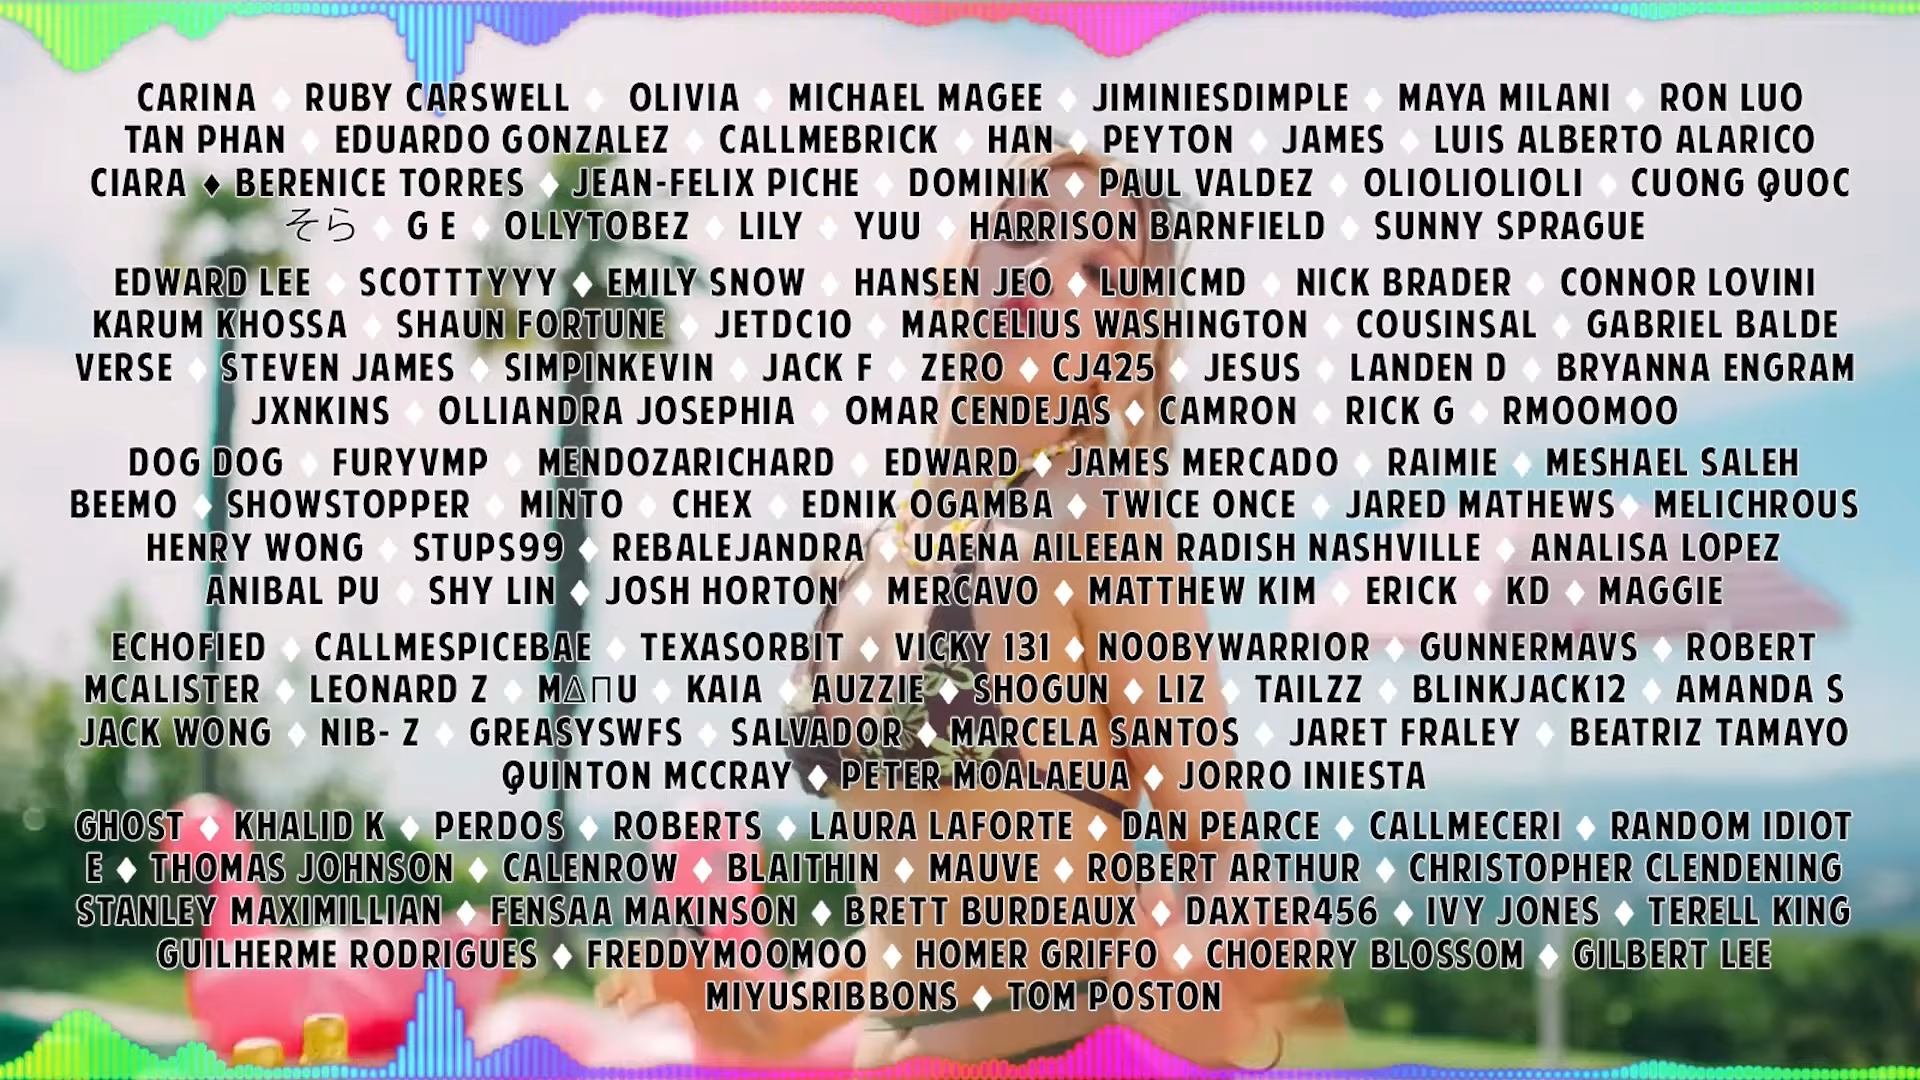 CARINA ♦ RUBY CARSWELL ♦ OLIVIA ♦ MICHAEL MAGEE ♦ JIMINIESDIMPLE ♦ MAYA MILANI ♦ RON LUO
TAN PHAN ♦ EDUARDO GONZALEZ ♦ CALLMEBRICK ♦ HAN ♦ PEYTON ♦ JAMES ♦ LUIS ALBERTO ALARICO
CIARA ♦ BERENICE TORRES ♦ JEAN-FELIX PICHE ♦ DOMINIK ♦ PAUL VALDEZ ♦ OLIOLIOLIOLI ♦ CUONG QUOC
そら ♦ G E ♦ OLLYTOBEZ ♦ LILY ♦ YUU ♦ HARRISON BARNFIELD ♦ SUNNY SPRAGUE
EDWARD LEE ♦ SCOTTTYYY ♦ EMILY SNOW ♦ HANSEN JEO ♦ LUMICMD ♦ NICK BRADER ♦ CONNOR LOVINI
KARUM KHOSSA ♦ SHAUN FORTUNE ♦ JETDC10 ♦ MARCELIUS WASHINGTON ♦ COUSINSAL ♦ GABRIEL BALDE
VERSE ♦ STEVEN JAMES ♦ SIMPINKEVIN ♦ JACK F ♦ ZERO ♦ CJ425 ♦ JESUS ♦ LANDEN D ♦ BRYANNA ENGRAM
JXNKINS ♦ OLLIANDRA JOSEPHIA ♦ OMAR CENDEJAS ♦ CAMRON ♦ RICK G ♦ RMOOMOO
DOG DOG ♦ FURYVMP ♦ MENDOZARICHARD ♦ EDWARD ♦ JAMES MERCADO ♦ RAIMIE ♦ MESHAEL SALEH
BEEMO ♦ SHOWSTOPPER ♦ MINTO ♦ CHEX ♦ EDNIK OGAMBA ♦ TWICE ONCE ♦ JARED MATHEWS ♦ MELICHROUS
HENRY WONG ♦ STUPS99 ♦ REBALEJANDRA ♦ UAENA AILEEAN RADISH NASHVILLE ♦ ANALISA LOPEZ
ANIBAL PU ♦ SHY LIN ♦ JOSH HORTON ♦ MERCAVO ♦ MATTHEW KIM ♦ ERICK ♦ KD ♦ MAGGIE
ECHOFIED ♦ CALLMESPICEBAE ♦ TEXASORBIT ♦ VICKY 131 ♦ NOOBYWARRIOR ♦ GUNNERMAVS ♦ ROBERT
MCALISTER ♦ LEONARD Z ♦ MΔΠU ♦ KAIA ♦ AUZZIE ♦ SHOGUN ♦ LIZ ♦ TAILZZ ♦ BLINKJACK12 ♦ AMANDA S
JACK WONG ♦ NIB- Z ♦ GREASYSWFS ♦ SALVADOR ♦ MARCELA SANTOS ♦ JARET FRALEY ♦ BEATRIZ TAMAYO
QUINTON MCCRAY ♦ PETER MOALAEUA ♦ JORRO INIESTA
GHOST ♦ KHALID K ♦ PERDOS ♦ ROBERTS ♦ LAURA LAFORTE ♦ DAN PEARCE ♦ CALLMECERI ♦ RANDOM IDIOT
E ♦ THOMAS JOHNSON ♦ CALENROW ♦ BLAITHIN ♦ MAUVE ♦ ROBERT ARTHUR ♦ CHRISTOPHER CLENDENING
STANLEY MAXIMILLIAN ♦ FENSAA MAKINSON ♦ BRETT BURDEAUX ♦ DAXTER456 ♦ IVY JONES ♦ TERELL KING
GUILHERME RODRIGUES ♦ FREDDYMOOMOO ♦ HOMER GRIFFO ♦ CHOERRY BLOSSOM ♦ GILBERT LEE
MIYUSRIBBONS ♦ TOM POSTON